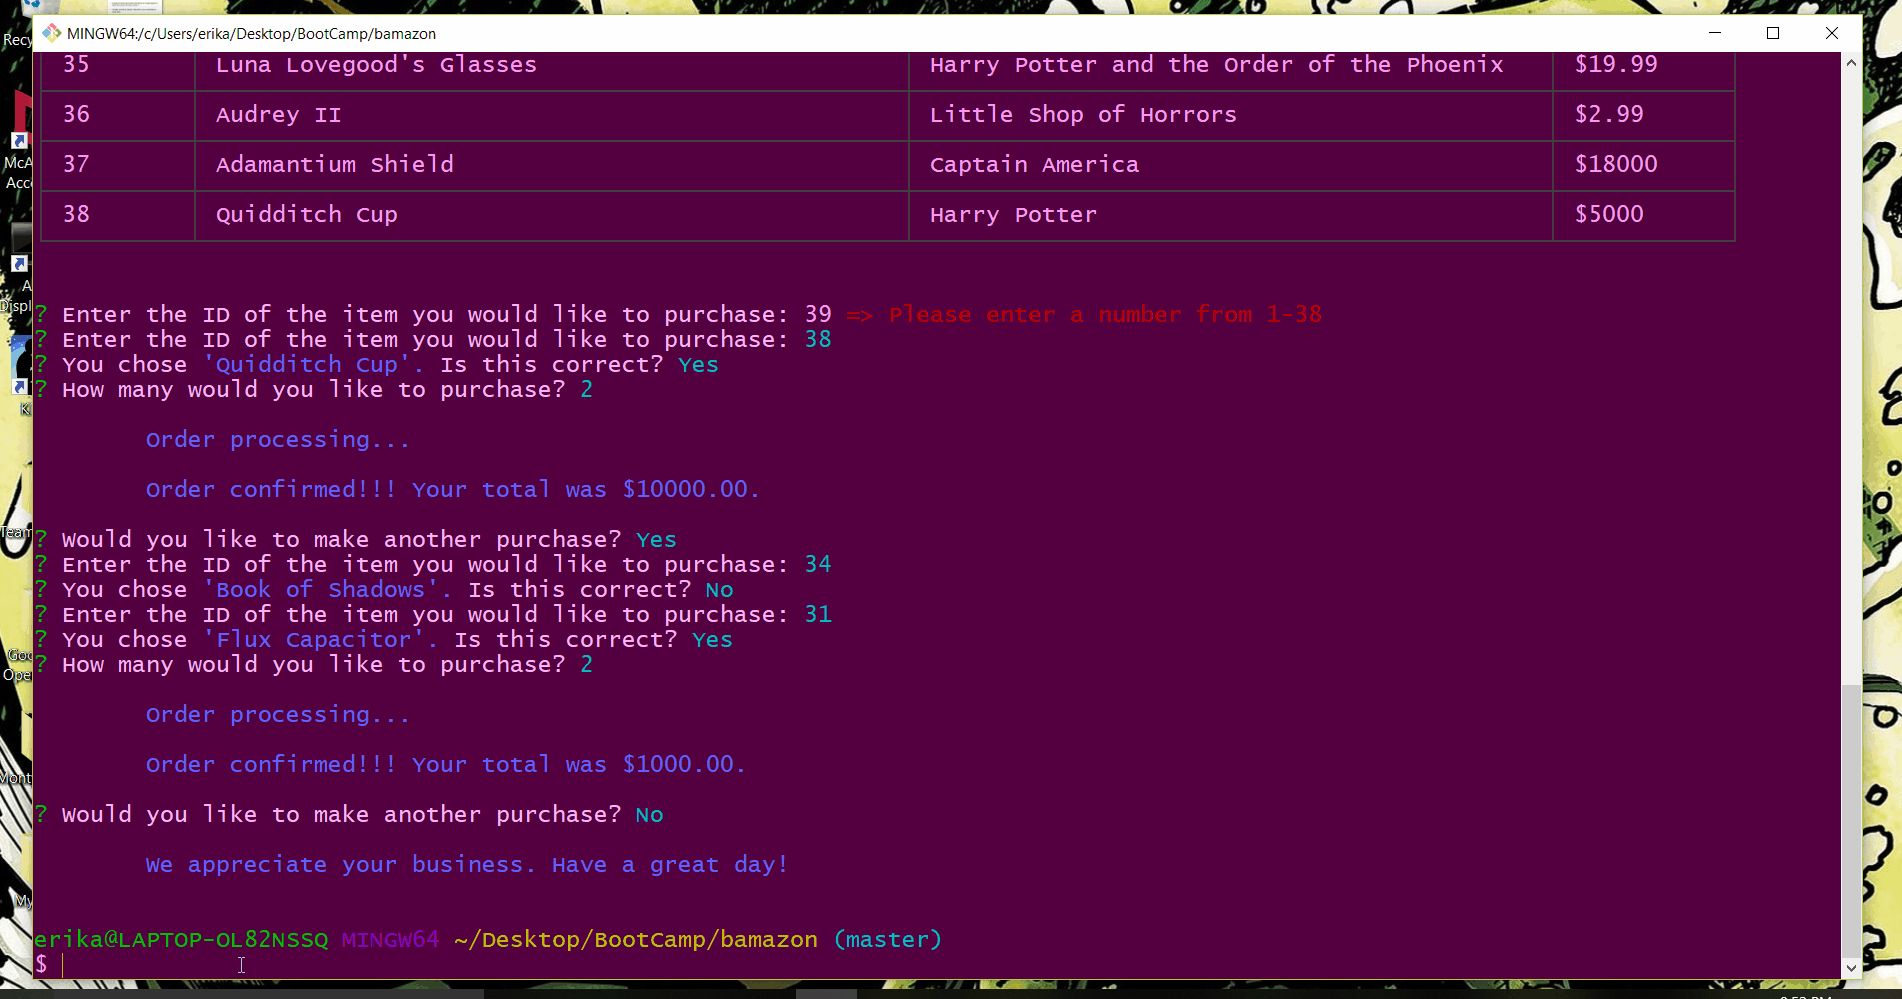 MINGW64:/c/Users/erika/Desktop/BootCamp/bamazon
35 Luna Lovegood's Glasses Harry Potter and the Order of the Phoenix $19.99
36 Audrey II Little Shop of Horrors $2.99
37 Adamantium Shield Captain America $18000
38 Quidditch Cup Harry Potter $5000
? Enter the ID of the item you would like to purchase: 39 => Please enter a number from 1-38
? Enter the ID of the item you would like to purchase: 38
? You chose 'Quidditch Cup'. Is this correct? Yes
? How many would you like to purchase? 2
Order processing...
Order confirmed!!! Your total was $10000.00.
? Would you like to make another purchase? Yes
? Enter the ID of the item you would like to purchase: 34
? You chose 'Book of Shadows'. Is this correct? No
? Enter the ID of the item you would like to purchase: 31
? You chose 'Flux Capacitor'. Is this correct? Yes
? How many would you like to purchase? 2
Order processing...
Order confirmed!!! Your total was $1000.00.
? Would you like to make another purchase? No
We appreciate your business. Have a great day!
erika@LAPTOP-OL82NSSQ MINGW64 ~/Desktop/BootCamp/bamazon (master)
$